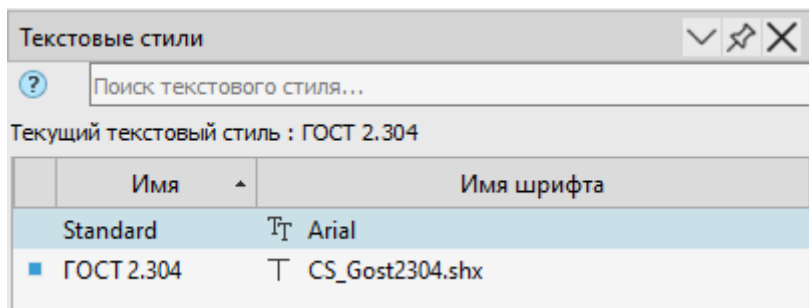 Текстовые стили
?
Поиск текстового стиля...
Текущий текстовый стиль : ГОСТ 2.304
Имя Имя шрифта
Standard TT Arial
ГОСТ 2.304 T CS_Gost2304.shx